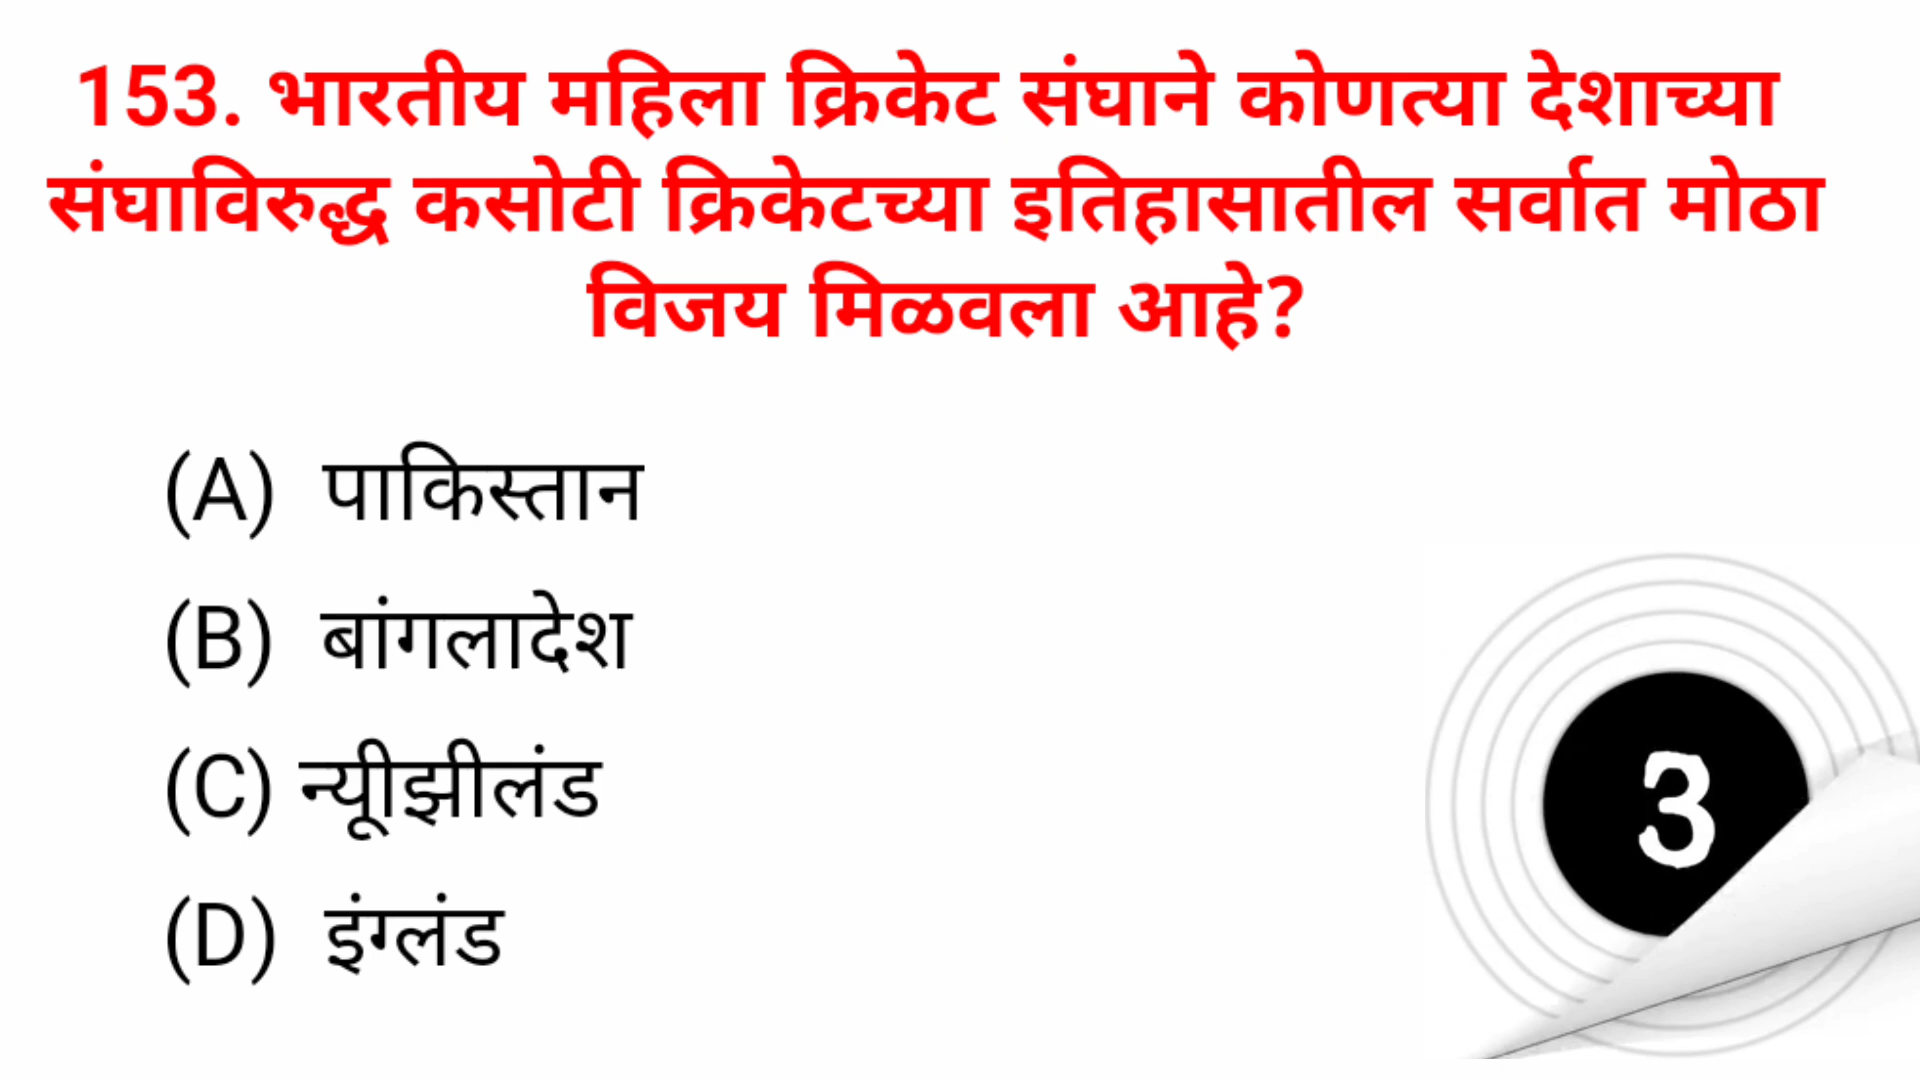 153. भारतीय महिला क्रिकेट संघाने कोणत्या देशाच्या
संघाविरुद्ध कसोटी क्रिकेटच्या इतिहासातील सर्वात मोठा
विजय मिळवला आहे?
(A) पाकिस्तान
(B) बांगलादेश
(C) न्यूीझीलंड
(D) इंग्लंड
3